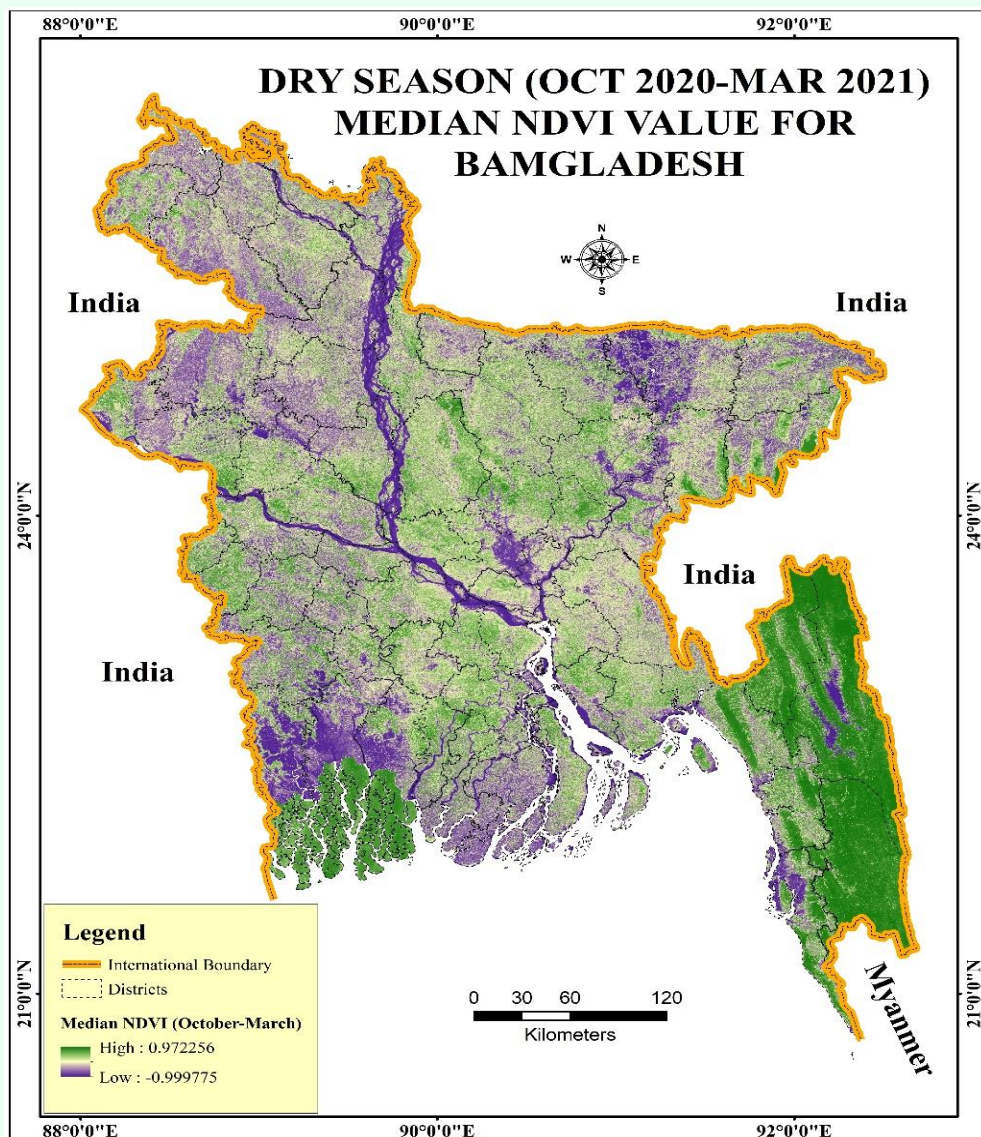 88°0'0"E
90°0'0"E
92°0'0"E
DRY SEASON (OCT 2020-MAR 2021)
MEDIAN NDVI VALUE FOR
BAMGLADESH
N
W E
S
India
India
24°0'0"N
24°0'0"N
India
India
Legend
International Boundary
Districts
Median NDVI (October-March)
High : 0.972256
Low : -0.999775
0 30 60 120
Kilometers
21°0'0"N
21°0'0"N
Myanmer
88°0'0"E
90°0'0"E
92°0'0"E